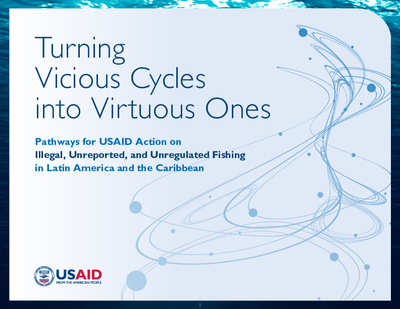 Turning
Vicious Cycles
into Virtuous Ones
Pathways for USAID Action on
Illegal, Unreported, and Unregulated Fishing
in Latin America and the Caribbean
USAID
FROM THE AMERICAN PEOPLE
1